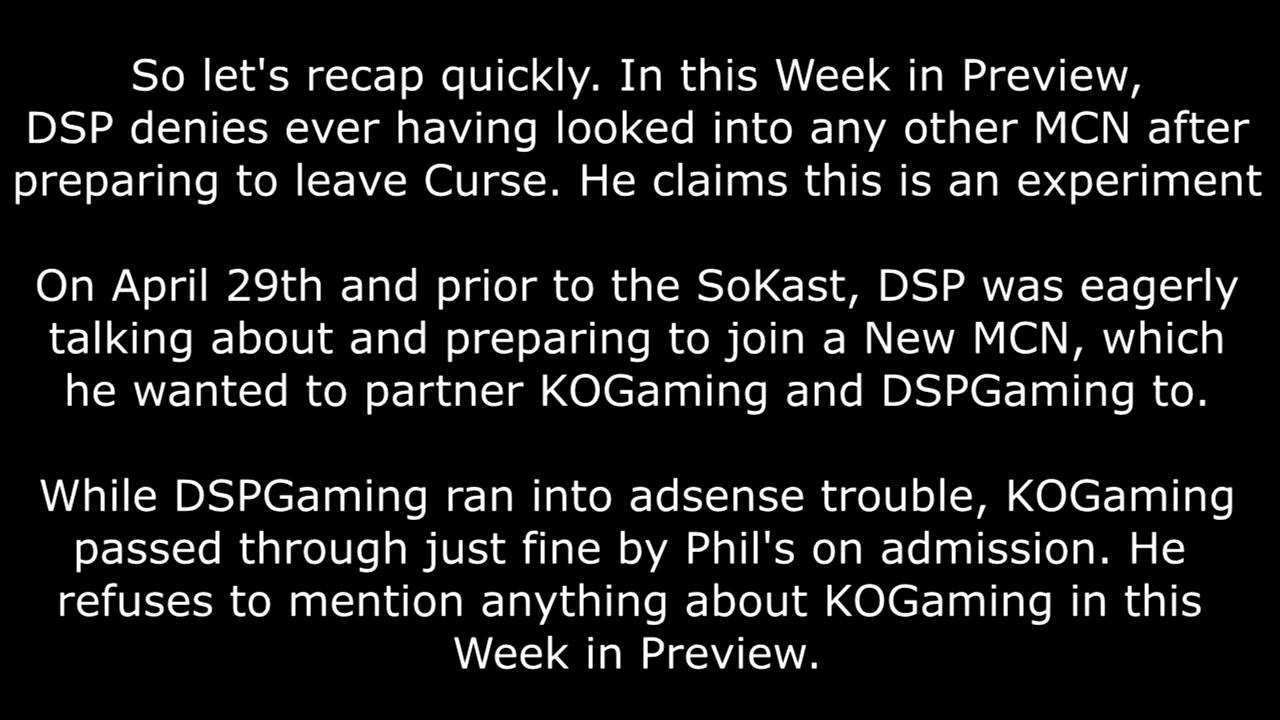 So let's recap quickly. In this Week in Preview,
DSP denies ever having looked into any other MCN after
preparing to leave Curse. He claims this is an experiment
On April 29th and prior to the SoKast, DSP was eagerly
talking about and preparing to join a New MCN, which
he wanted to partner KOGaming and DSPGaming to.
While DSPGaming ran into adsense trouble, KOGaming
passed through just fine by Phil's on admission. He
refuses to mention anything about KOGaming in this
Week in Preview.